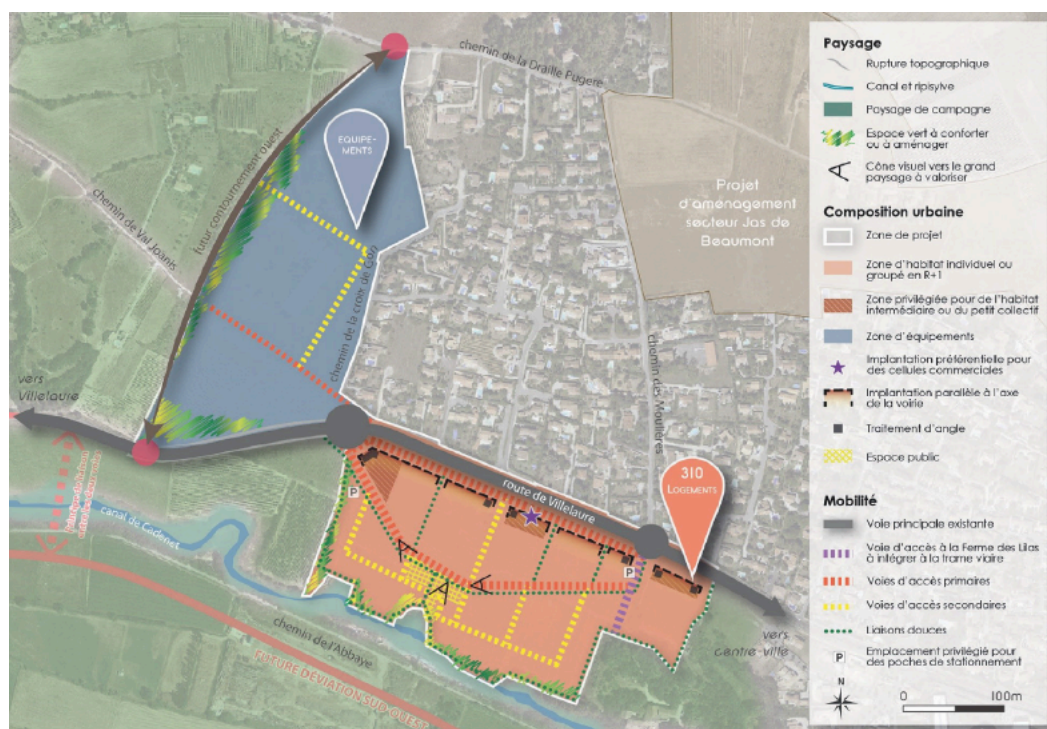 chemin de la Draille Pugere
EQUIPE-
MENTS
futur contournement ouest
chemin de Val Joanis
chemin de la croix de
Projet
d'aménagement
secteur Jas de
Beaumont
chemin des Moulières
vers
Villelaure
310
LOGEMENTS
route de Villelaure
P
canal de Cadenet
P
chemin de l'Abbaye
FUTURE DÉVIATION SUD-OUEST
vers
centre-ville
Paysage
Rupture topographique
Canal et ripisylve
Paysage de campagne
Espace vert à conforter
ou à aménager
Cône visuel vers le grand
paysage à valoriser
Composition urbaine
Zone de projet
Zone d'habitat individuel ou
groupé en R+1
Zone privilégiée pour de l'habitat
intermédiaire ou du petit collectif
Zone d'équipements
Implantation préférentielle pour
des cellules commerciales
Implantation parallèle à l'axe
de la voirie
Traitement d'angle
Espace public
Mobilité
Voie principale existante
Voie d'accès à la Ferme des Lilas
à intégrer à la trame viaire
Voies d'accès primaires
Voies d'accès secondaires
Liaisons douces
P
Emplacement privilégié pour
des poches de stationnement
N
0 100m